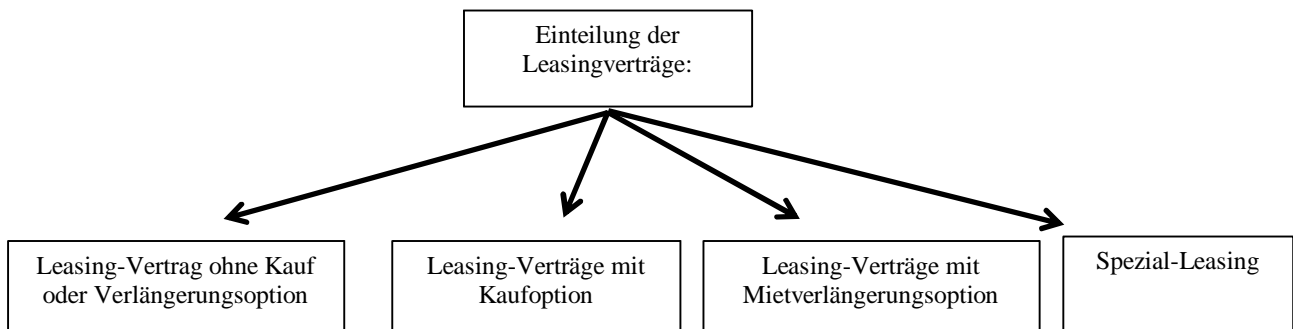 Einteilung der
Leasingverträge:
Leasing-Vertrag ohne Kauf
oder Verlängerungsoption
Leasing-Verträge mit
Kaufoption
Leasing-Verträge mit
Mietverlängerungsoption
Spezial-Leasing